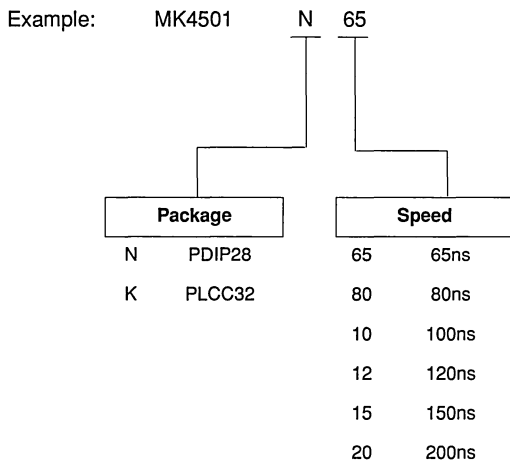 Example: MK4501 N 65
Package Speed
N PDIP28 65 65ns
K PLCC32 80 80ns
10 100ns
12 120ns
15 150ns
20 200ns